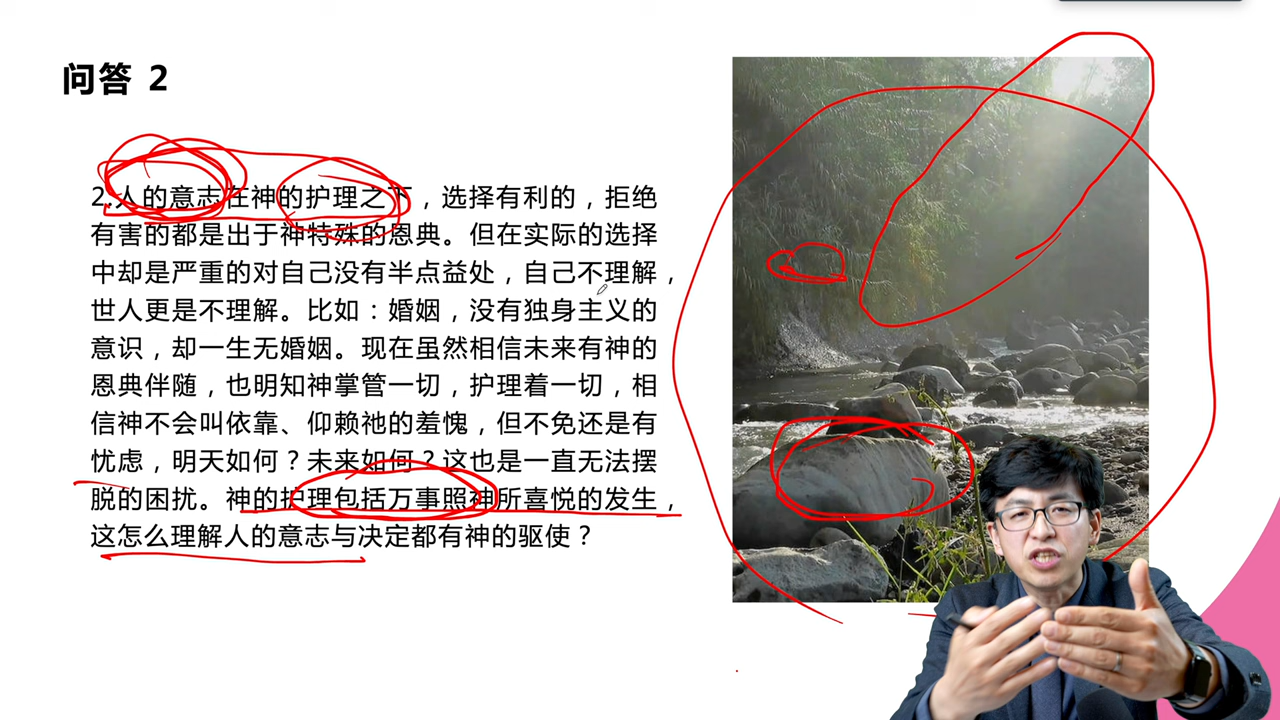 问答 2
2.人的意志在神的护理之下，选择有利的，拒绝
有害的都是出于神特殊的恩典。但在实际的选择
中却是严重的对自己没有半点益处，自己不理解，
世人更是不理解。比如：婚姻，没有独身主义的
意识，却一生无婚姻。现在虽然相信未来有神的
恩典伴随，也明知神掌管一切，护理着一切，相
信神不会叫依靠、仰赖祂的羞愧，但不免还是有
忧虑，明天如何？未来如何？这也是一直无法摆
脱的困扰。神的护理包括万事照神所喜悦的发生，
这怎么理解人的意志与决定都有神的驱使？